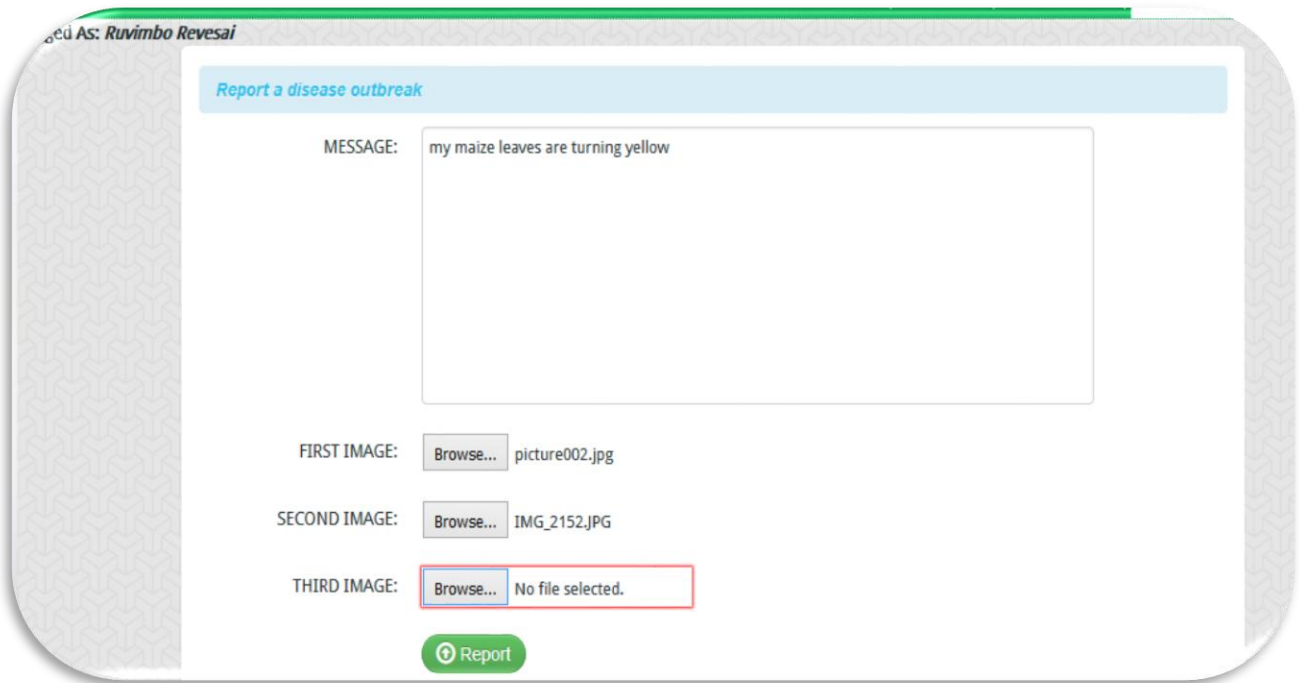 ged As: Ruvimbo Revesai
Report a disease outbreak
MESSAGE: my maize leaves are turning yellow
FIRST IMAGE: Browse... picture002.jpg
SECOND IMAGE: Browse... IMG_2152.JPG
THIRD IMAGE: Browse... No file selected.
Report